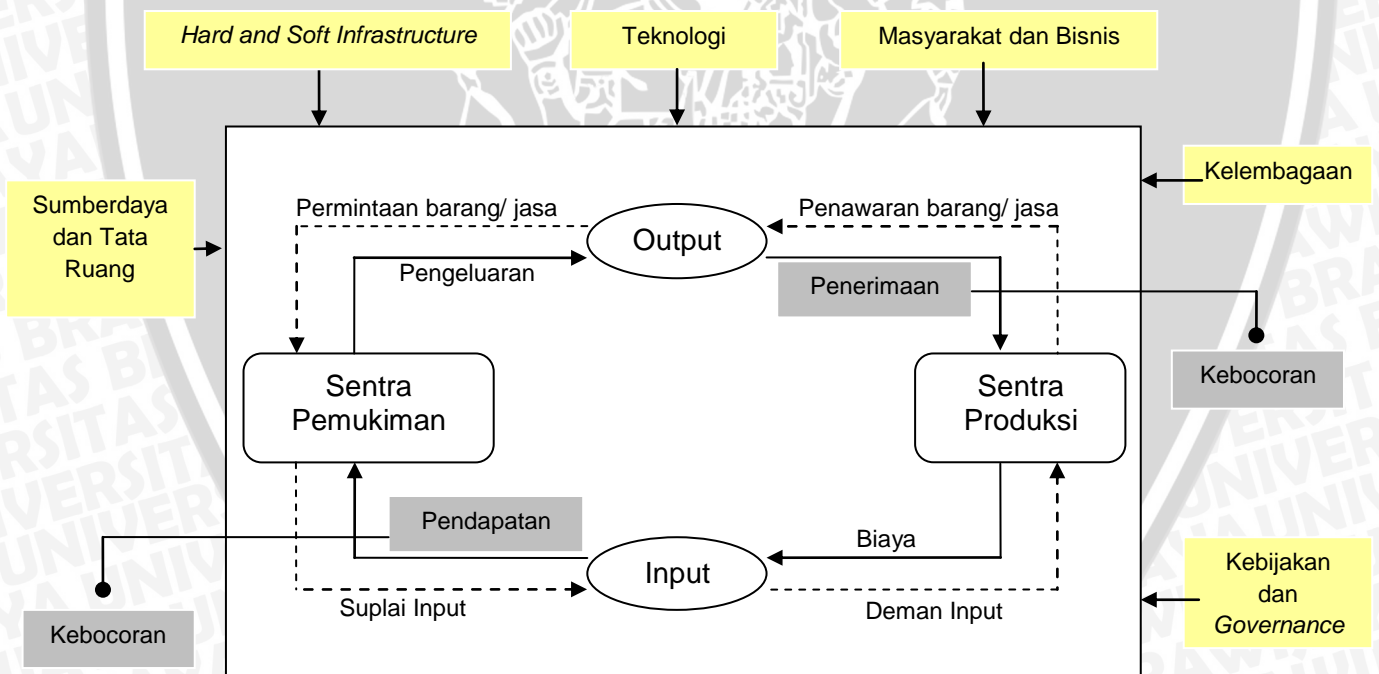 Hard and Soft Infrastructure
Teknologi
Masyarakat dan Bisnis
Kelembagaan
Sumberdaya
dan Tata
Ruang
Permintaan barang/ jasa
Output
Penawaran barang/ jasa
Pengeluaran
Penerimaan
Kebocoran
Sentra
Pemukiman
Sentra
Produksi
Pendapatan
Biaya
Input
Suplai Input
Deman Input
Kebocoran
Kebijakan
dan
Governance